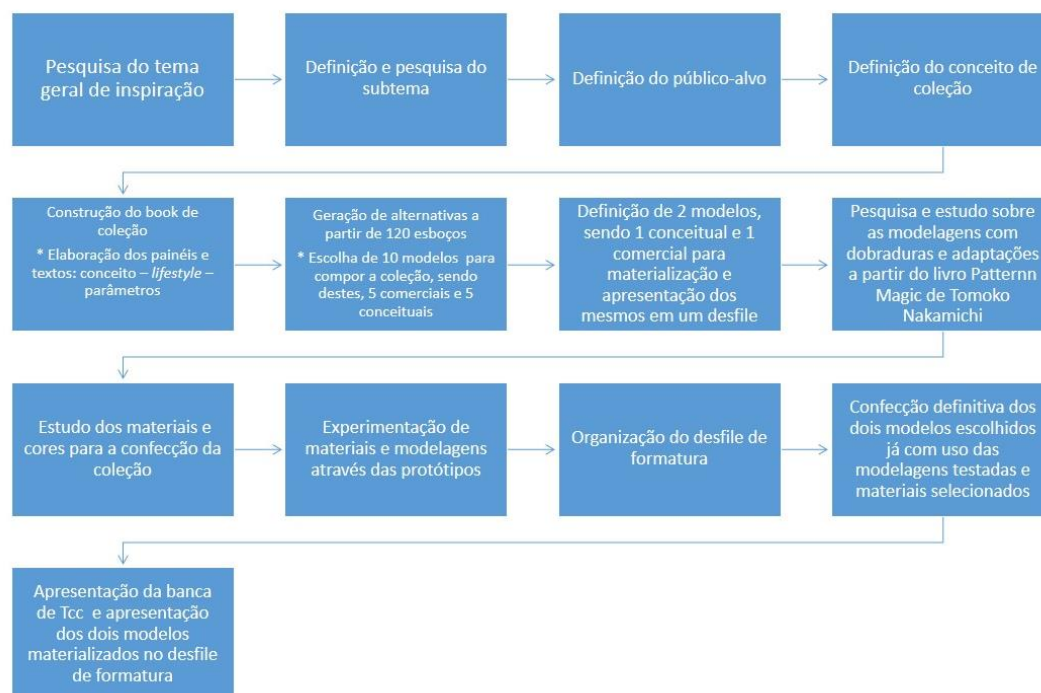 Pesquisa do tema
geral de inspiração
Definição e pesquisa do
subtema
Definição do público-alvo
Definição do conceito de
coleção
Construção do book de
coleção
* Elaboração dos painéis e
textos: conceito – lifestyle –
parâmetros
Geração de alternativas a
partir de 120 esboços
* Escolha de 10 modelos para
compor a coleção, sendo
destes, 5 comerciais e 5
conceituais
Definição de 2 modelos,
sendo 1 conceitual e 1
comercial para
materialização e
apresentação dos
mesmos em um desfile
Pesquisa e estudo sobre
as modelagens com
dobraduras e adaptações
a partir do livro Patternn
Magic de Tomoko
Nakamichi
Estudo dos materiais e
cores para a confecção da
coleção
Experimentação de
materiais e modelagens
através das protótipos
Organização do desfile de
formatura
Confecção definitiva dos
dois modelos escolhidos
já com uso das
modelagens testadas e
materiais selecionados
Apresentação da banca
de Tcc e apresentação
dos dois modelos
materializados no desfile
de formatura